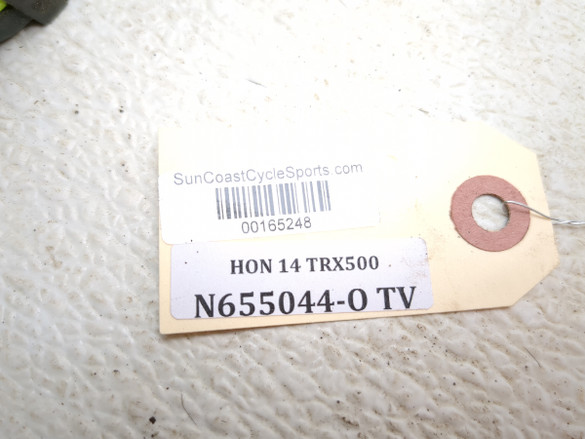 SunCoastCycleSports.com
00165248
HON 14 TRX500
N655044-O TV